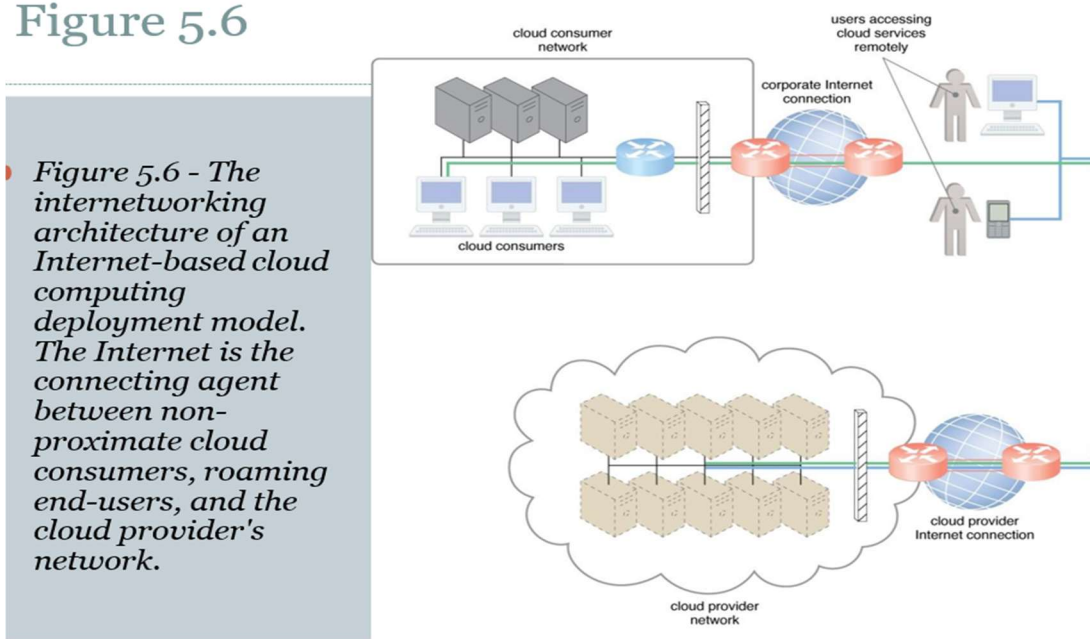 Figure 5.6
Figure 5.6 - The
internetworking
architecture of an
Internet-based cloud
computing
deployment model.
The Internet is the
connecting agent
between non-
proximate cloud
consumers, roaming
end-users, and the
cloud provider's
network.
cloud consumer
network
cloud consumers
corporate Internet
connection
users accessing
cloud services
remotely
cloud provider
network
cloud provider
Internet connection